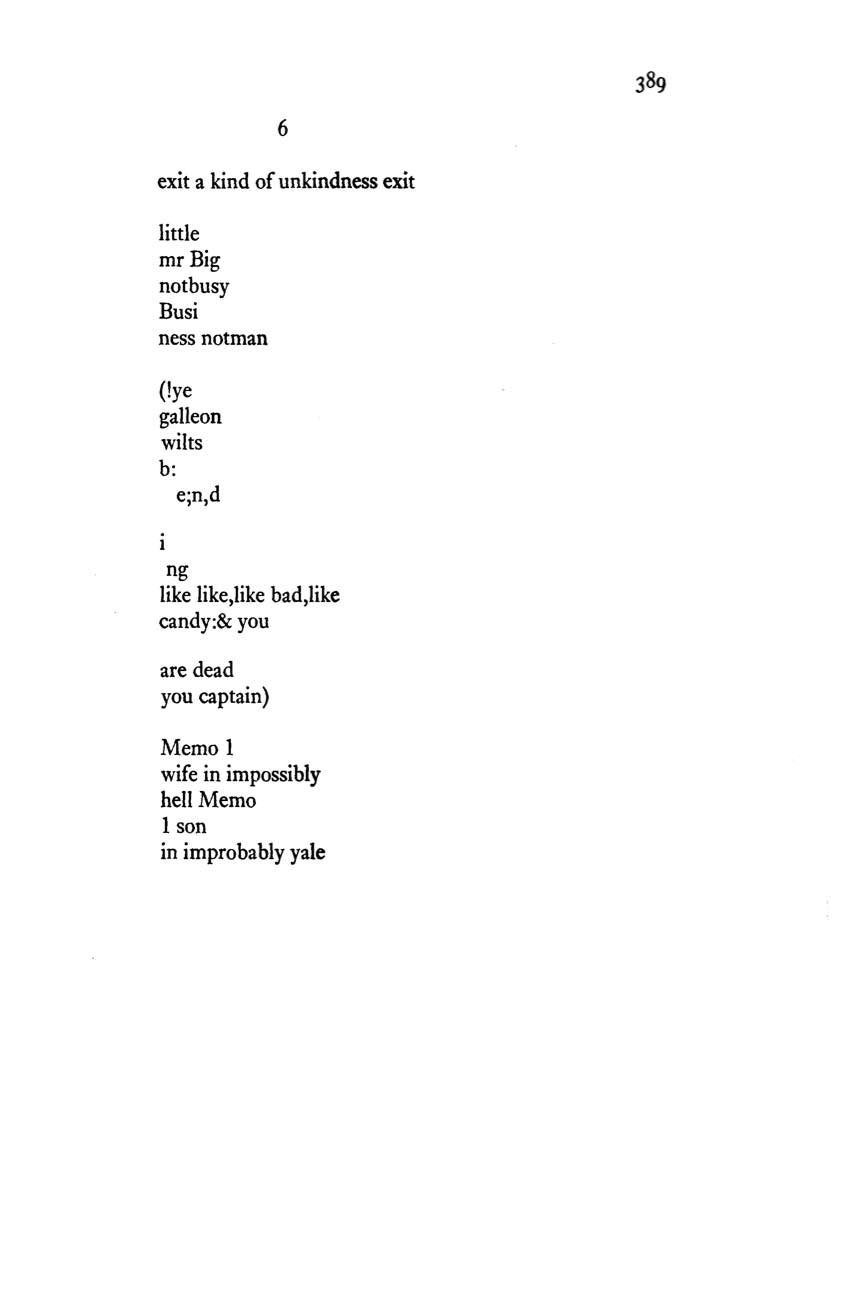 389
6
exit a kind of unkindness exit
little
mr Big
notbusy
Busi
ness notman
(!ye
galleon
wilts
b:
e;n,d
i
ng
like like,like bad,like
candy:& you
are dead
you captain)
Memo 1
wife in impossibly
hell Memo
1 son
in improbably yale